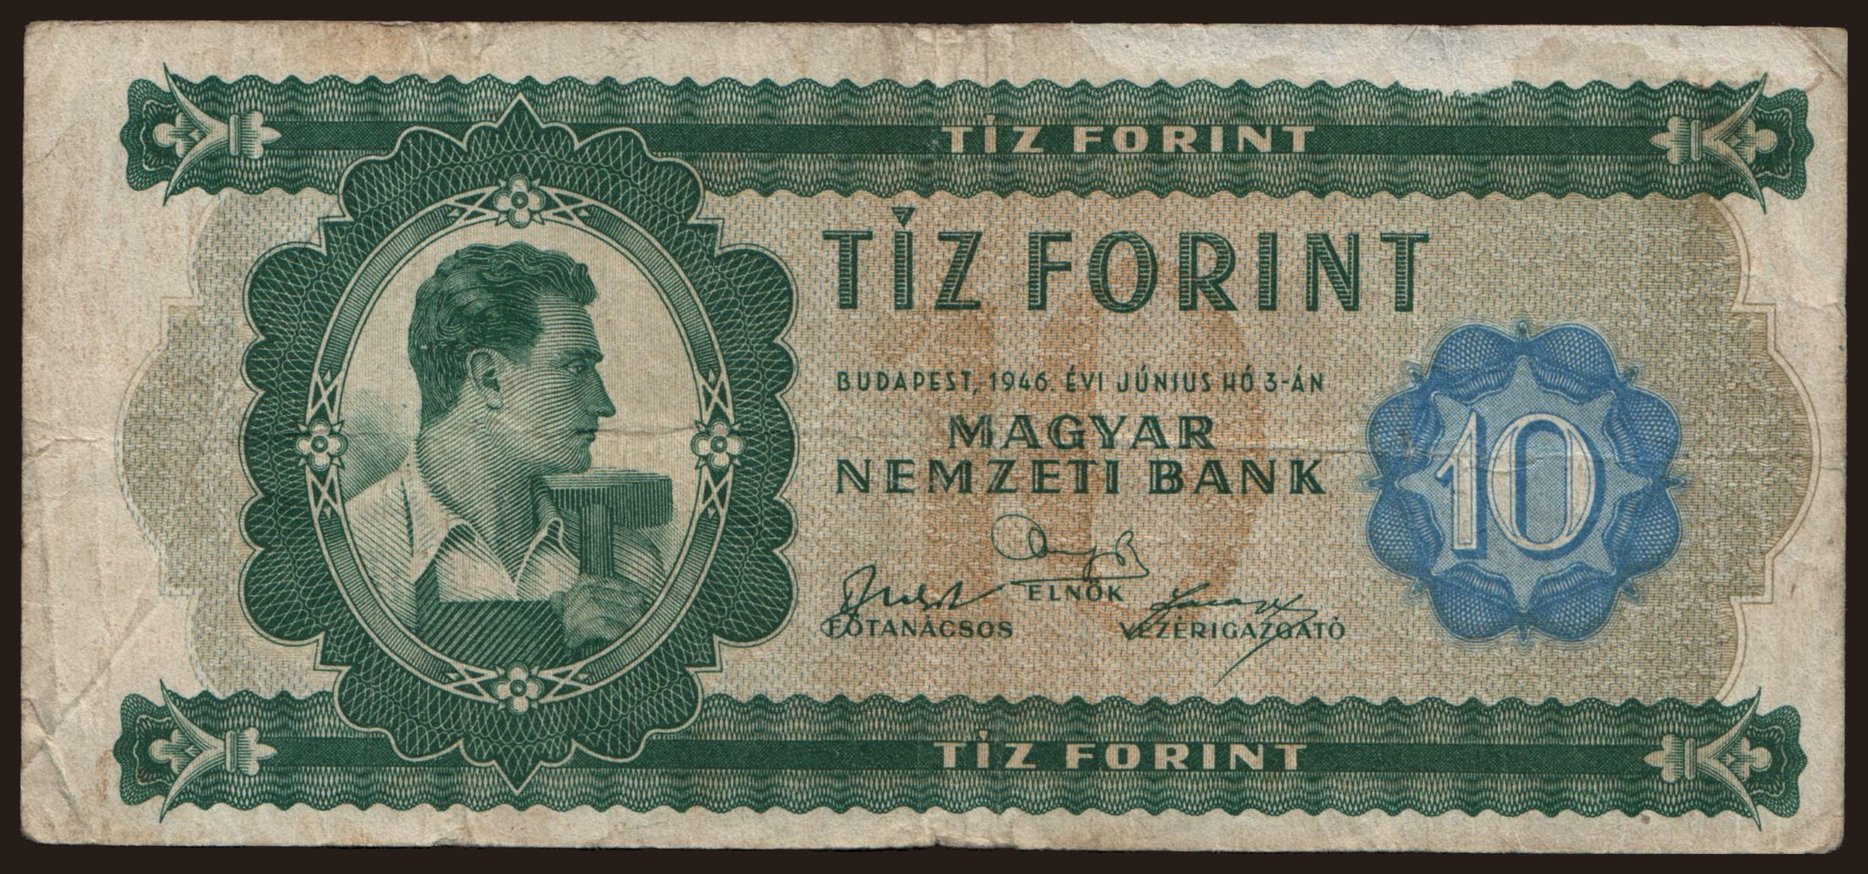 TÍZ FORINT
TÍZ FORINT
BUDAPEST, 1946. ÉVI JÚNIUS HÓ 3-ÁN
MAGYAR
NEMZETI BANK
10
ELNÖK
FŐTANÁCSOS VEZÉRIGAZGATÓ
TÍZ FORINT